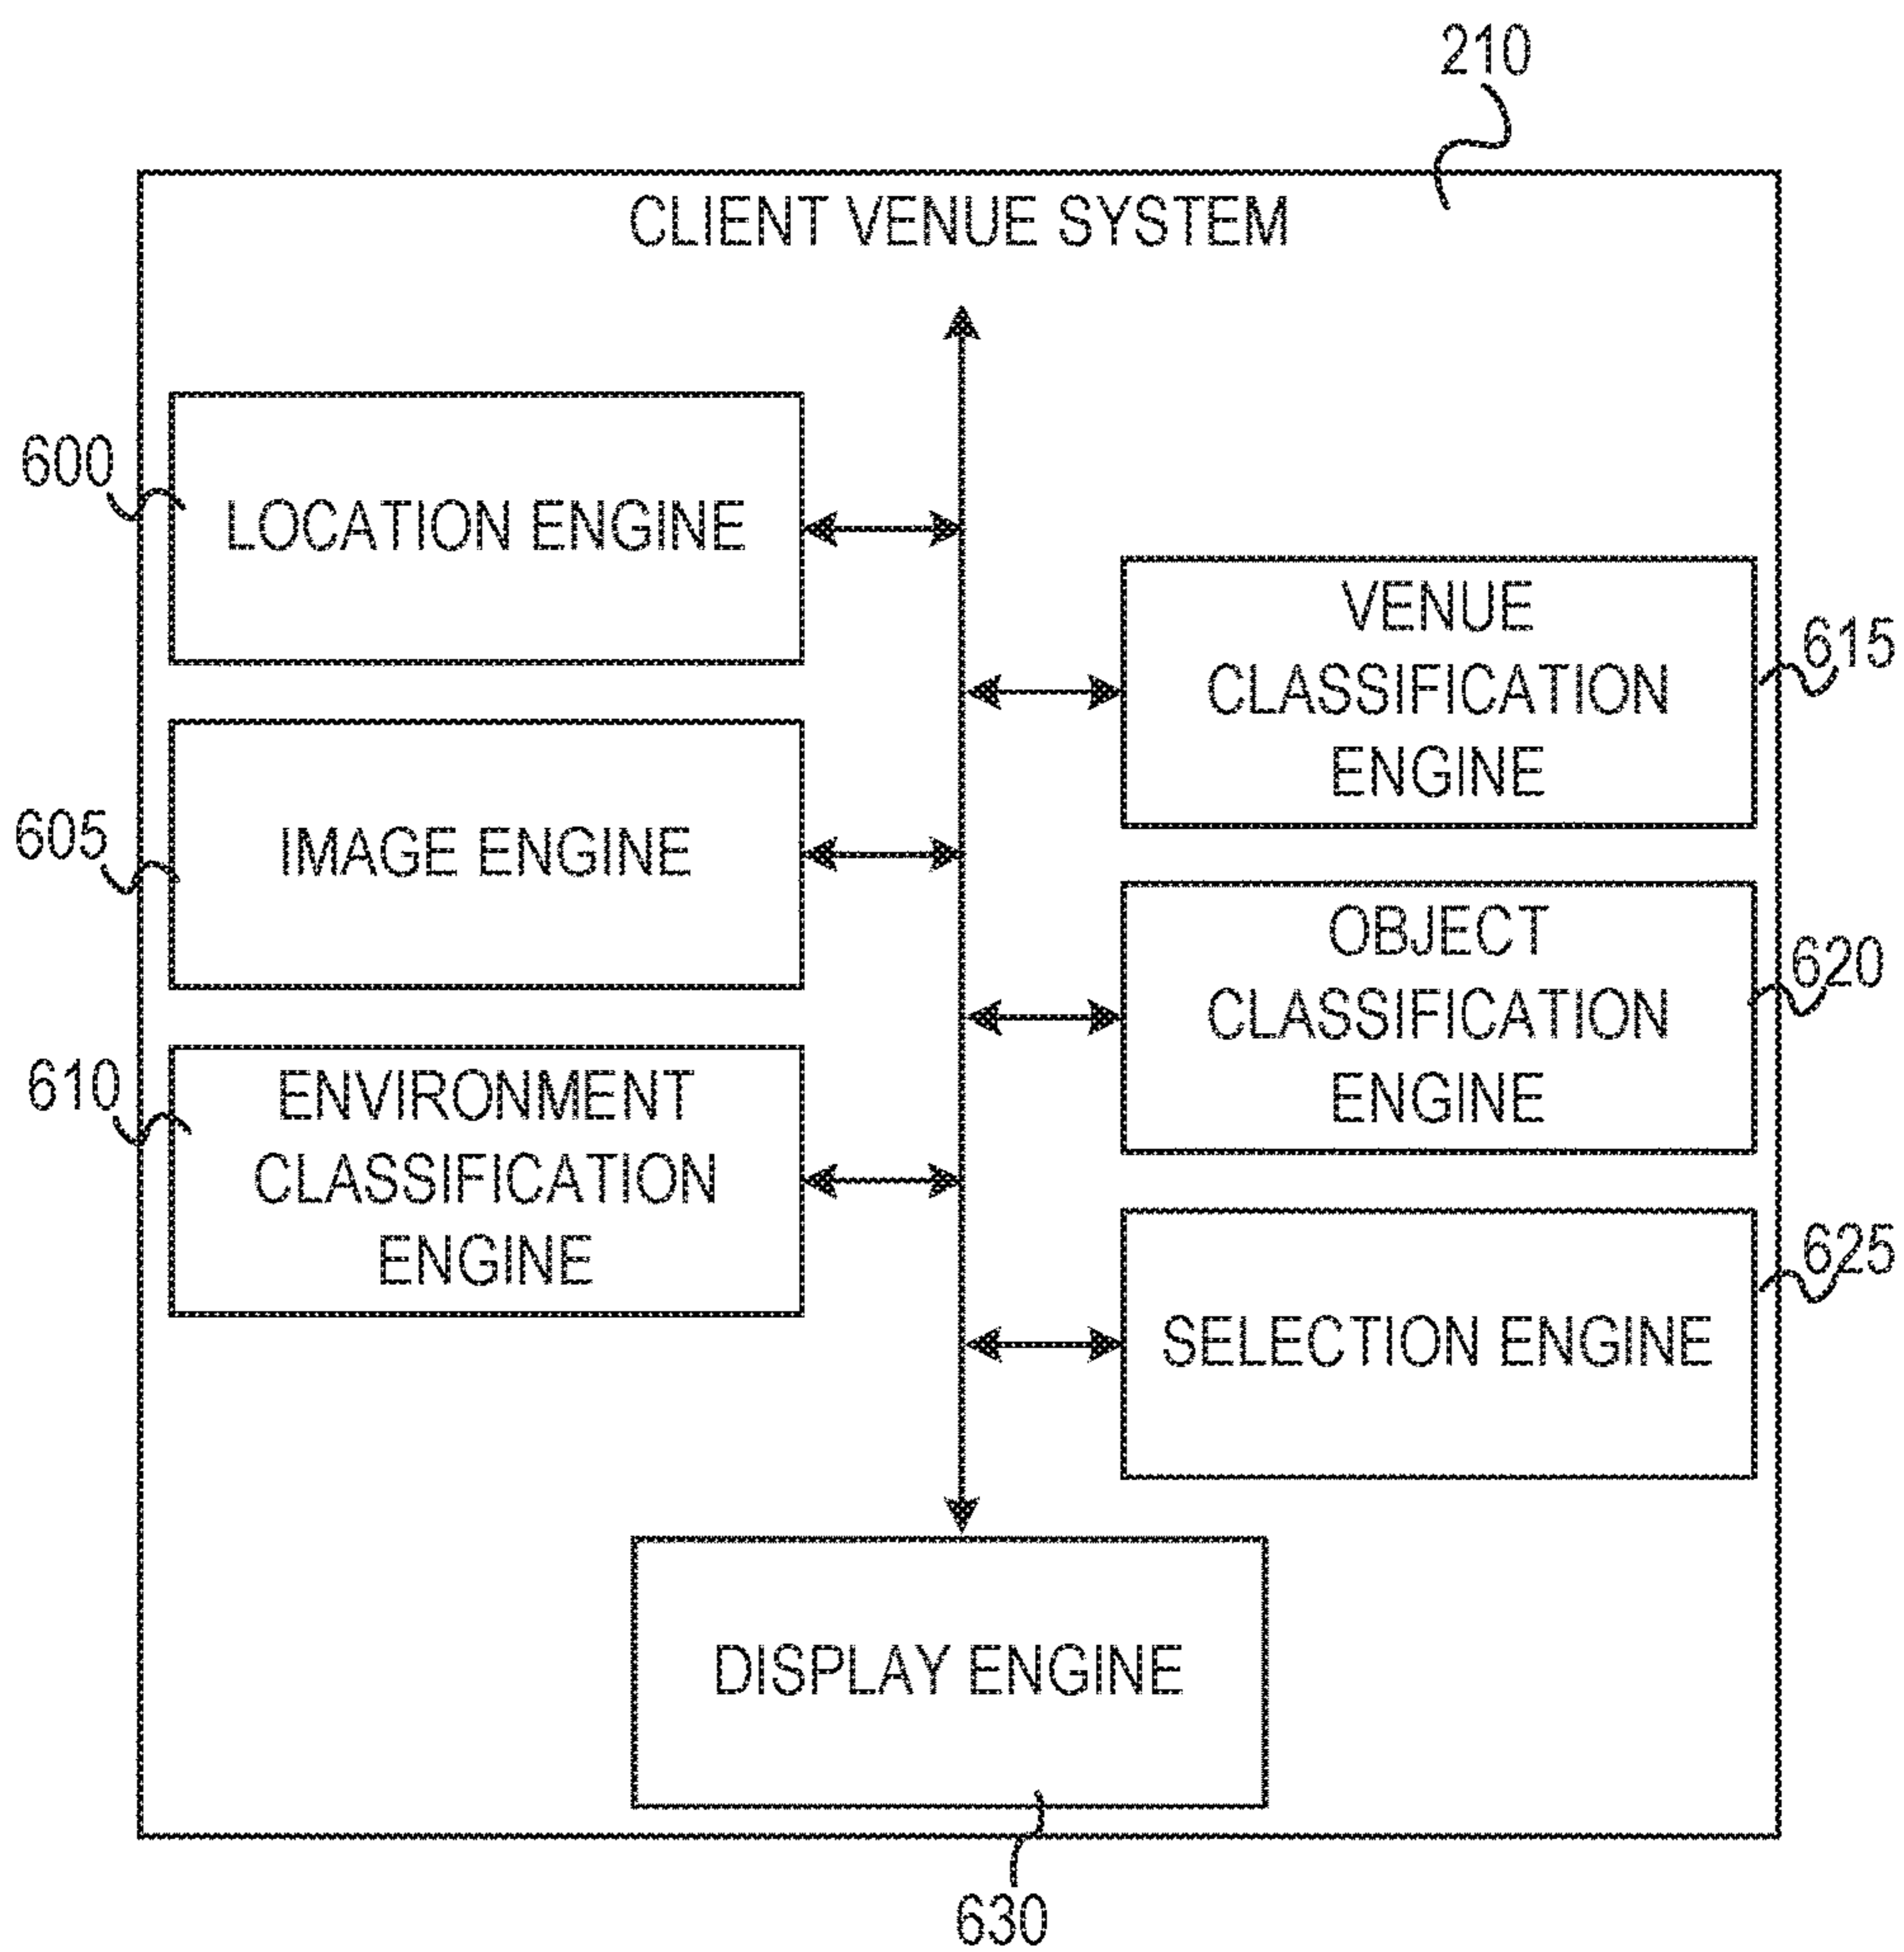 210
CLIENT VENUE SYSTEM
600
LOCATION ENGINE
VENUE
CLASSIFICATION
ENGINE
615
605
IMAGE ENGINE
OBJECT
CLASSIFICATION
ENGINE
620
610
ENVIRONMENT
CLASSIFICATION
ENGINE
625
SELECTION ENGINE
DISPLAY ENGINE
630